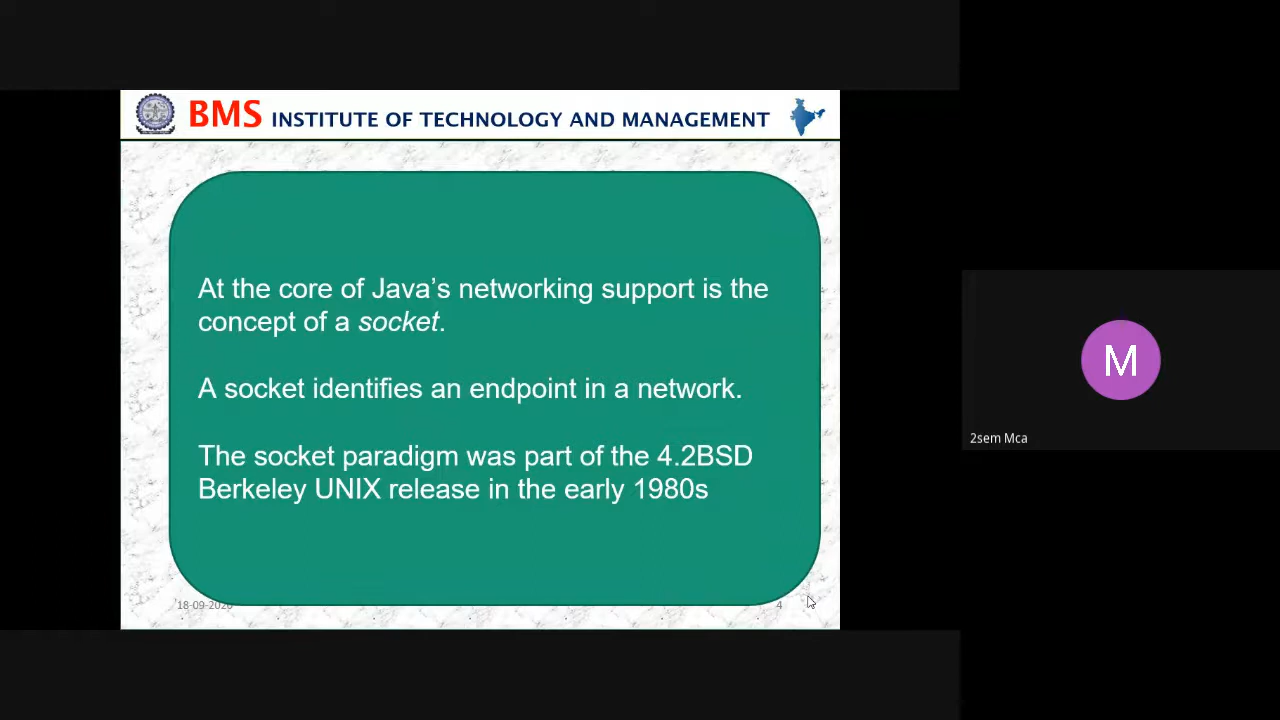 BMS INSTITUTE OF TECHNOLOGY AND MANAGEMENT
At the core of Java’s networking support is the
concept of a socket.
A socket identifies an endpoint in a network.
The socket paradigm was part of the 4.2BSD
Berkeley UNIX release in the early 1980s
18-09-2020
4
M
2sem Mca